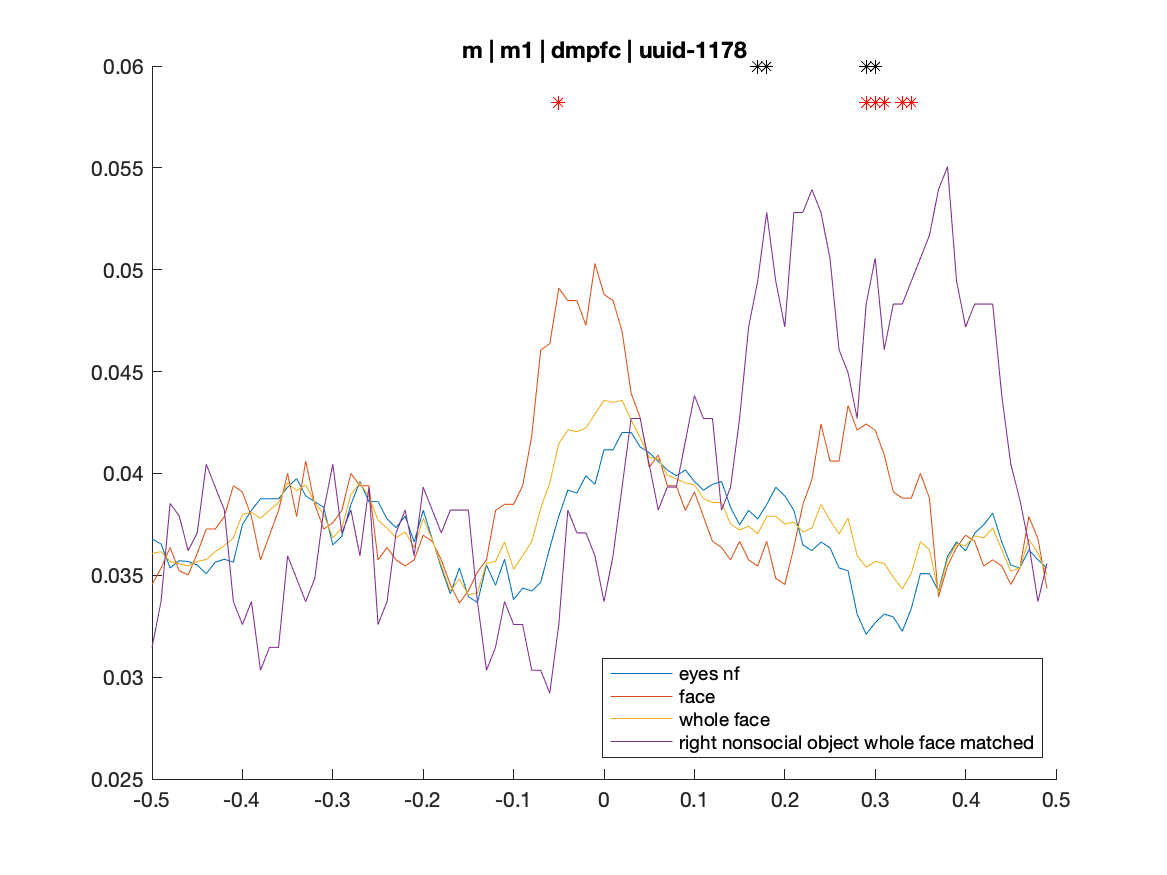 m | m1 | dmpfc | uuid-1178
0.06
0.055
0.05
0.045
0.04
0.035
0.03
0.025
-0.5 -0.4 -0.3 -0.2 -0.1 0 0.1 0.2 0.3 0.4 0.5
eyes nf
face
whole face
right nonsocial object whole face matched